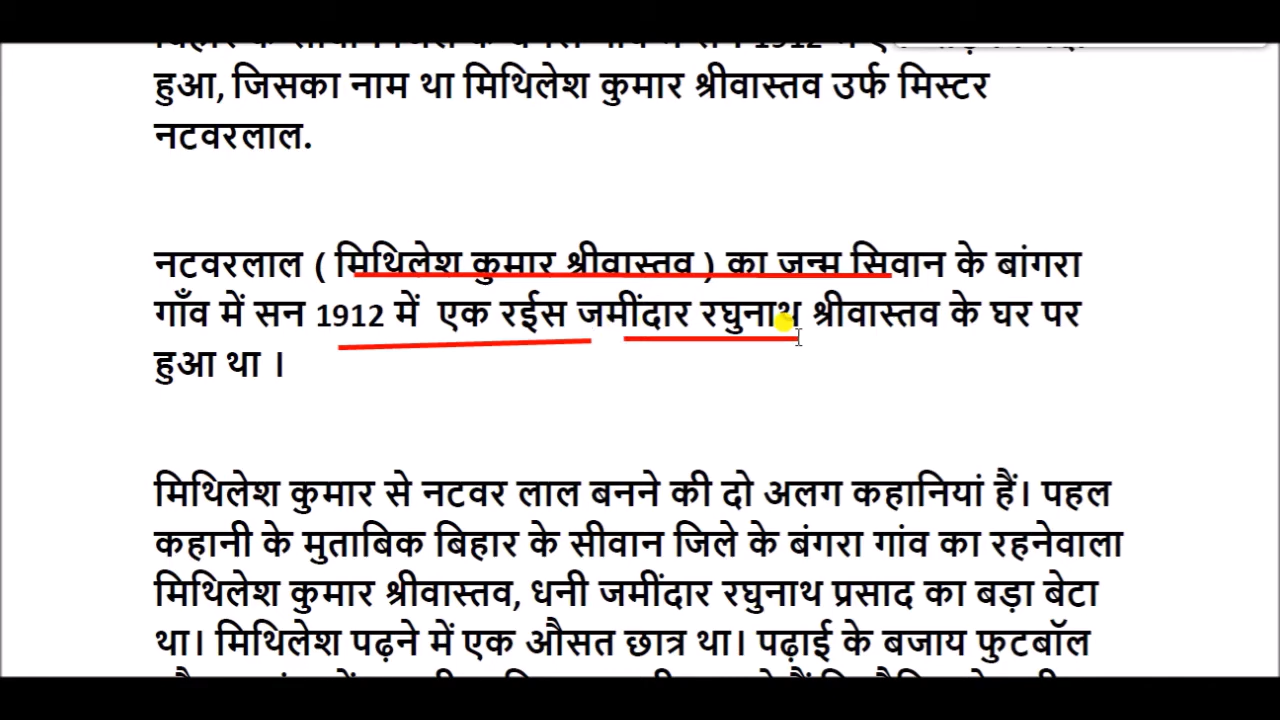 1912
हुआ, जिसका नाम था मिथिलेश कुमार श्रीवास्तव उर्फ मिस्टर
नटवरलाल.
नटवरलाल ( मिथिलेश कुमार श्रीवास्तव ) का जन्म सिवान के बांगरा
गाँव में सन 1912 में एक रईस जमींदार रघुनाथ श्रीवास्तव के घर पर
हुआ था ।
मिथिलेश कुमार से नटवर लाल बनने की दो अलग कहानियां हैं। पहल
कहानी के मुताबिक बिहार के सीवान जिले के बंगरा गांव का रहनेवाला
मिथिलेश कुमार श्रीवास्तव, धनी जमींदार रघुनाथ प्रसाद का बड़ा बेटा
था। मिथिलेश पढ़ने में एक औसत छात्र था। पढ़ाई के बजाय फुटबॉल